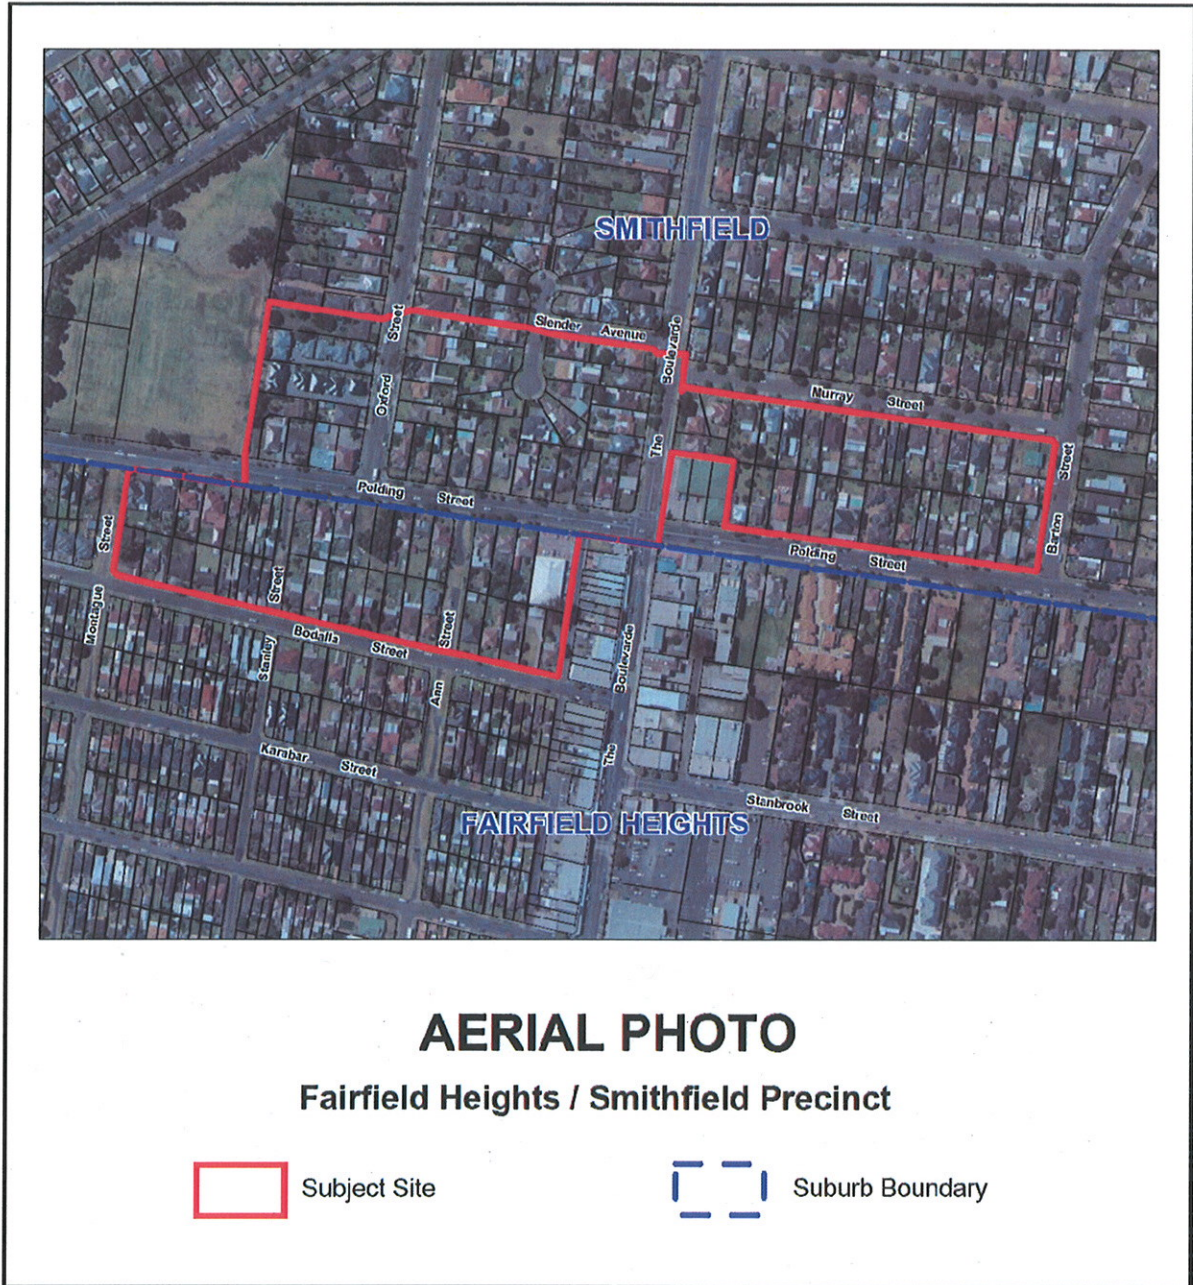 SMITHFIELD
Slender Avenue
Oxford Street
The Boulevarde
Murray Street
Barton Street
Polding Street
Polding Street
Montague Street
Stanley Street
Bodalla Street
Ann Street
The Boulevarde
Karabar Street
Stanbrook Street
FAIRFIELD HEIGHTS
AERIAL PHOTO
Fairfield Heights / Smithfield Precinct
Subject Site
Suburb Boundary